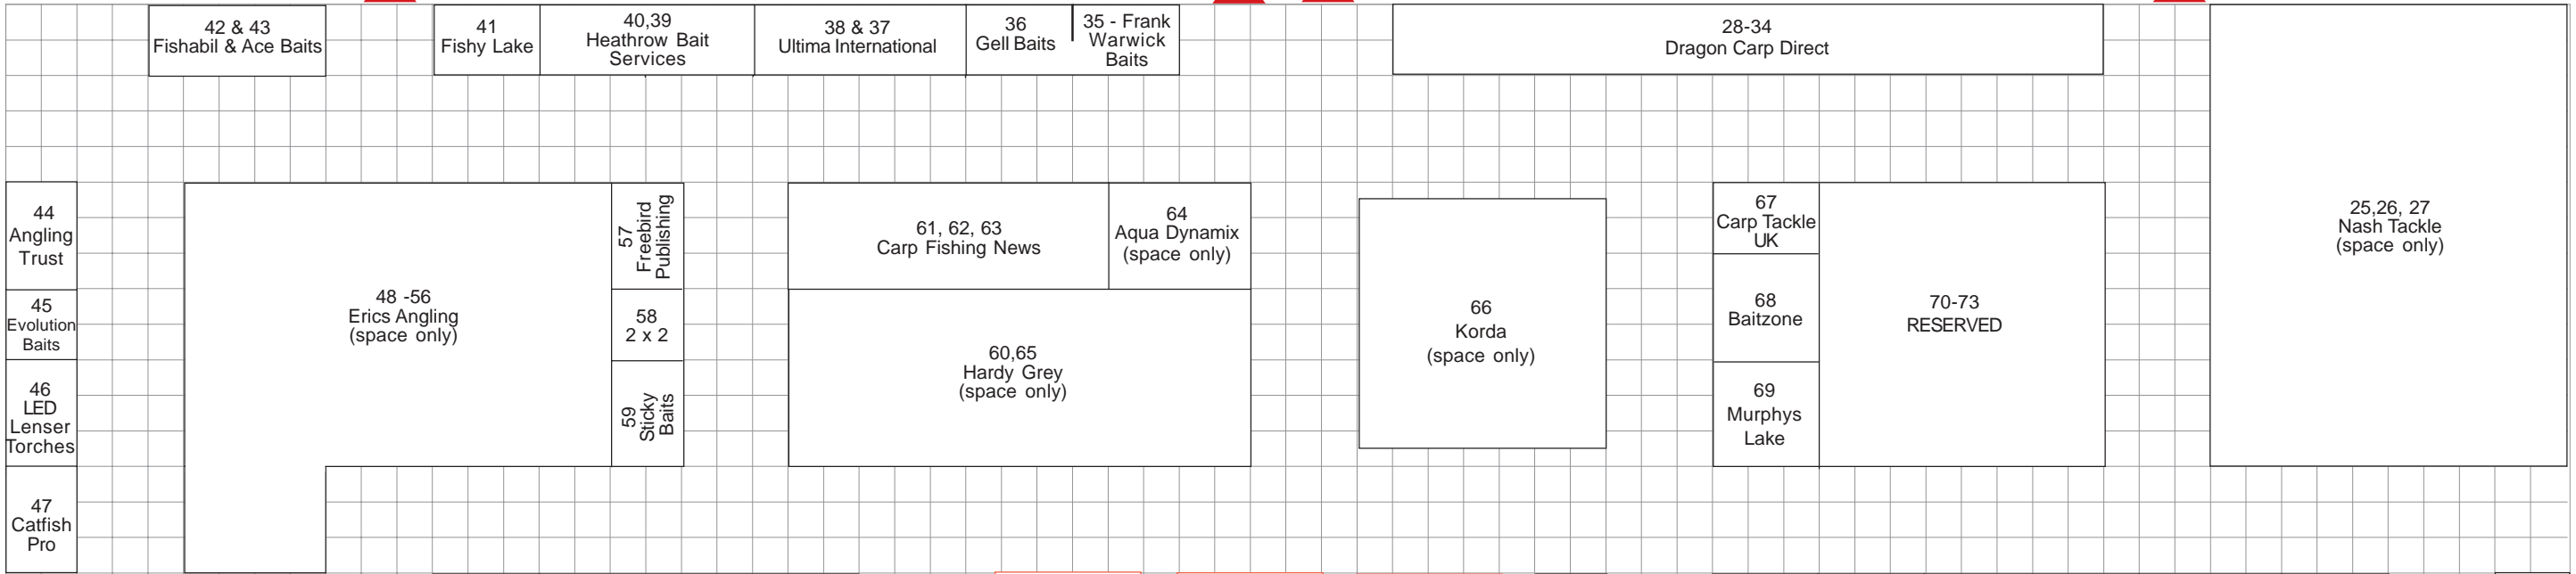 42 & 43
Fishabil & Ace Baits
41
Fishy Lake
40,39
Heathrow Bait
Services
38 & 37
Ultima International
36
Gell Baits
35 - Frank
Warwick
Baits
28-34
Dragon Carp Direct
25,26, 27
Nash Tackle
(space only)
44
Angling
Trust
45
Evolution
Baits
46
LED
Lenser
Torches
47
Catfish
Pro
48 -56
Erics Angling
(space only)
57
Freebird
Publishing
58
2 x 2
59
Sticky
Baits
61, 62, 63
Carp Fishing News
64
Aqua Dynamix
(space only)
60,65
Hardy Grey
(space only)
66
Korda
(space only)
67
Carp Tackle
UK
68
Baitzone
69
Murphys
Lake
70-73
RESERVED